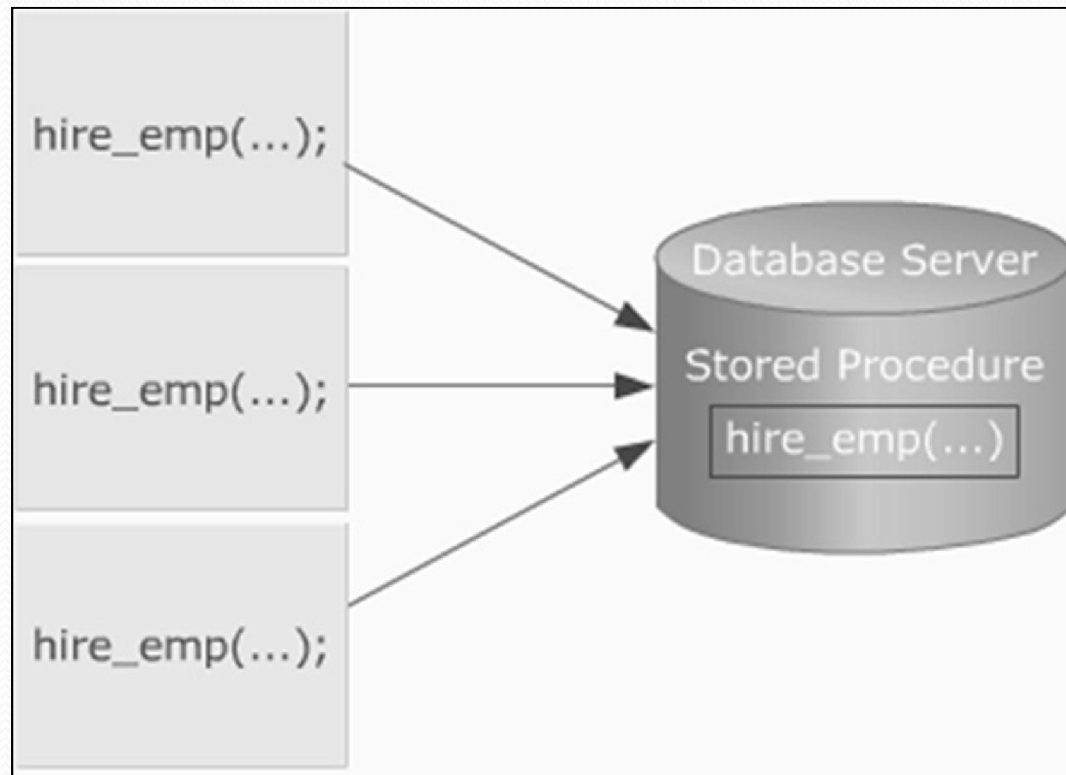 hire_emp(...);
hire_emp(...);
hire_emp(...);
Database Server
Stored Procedure
hire_emp(...)